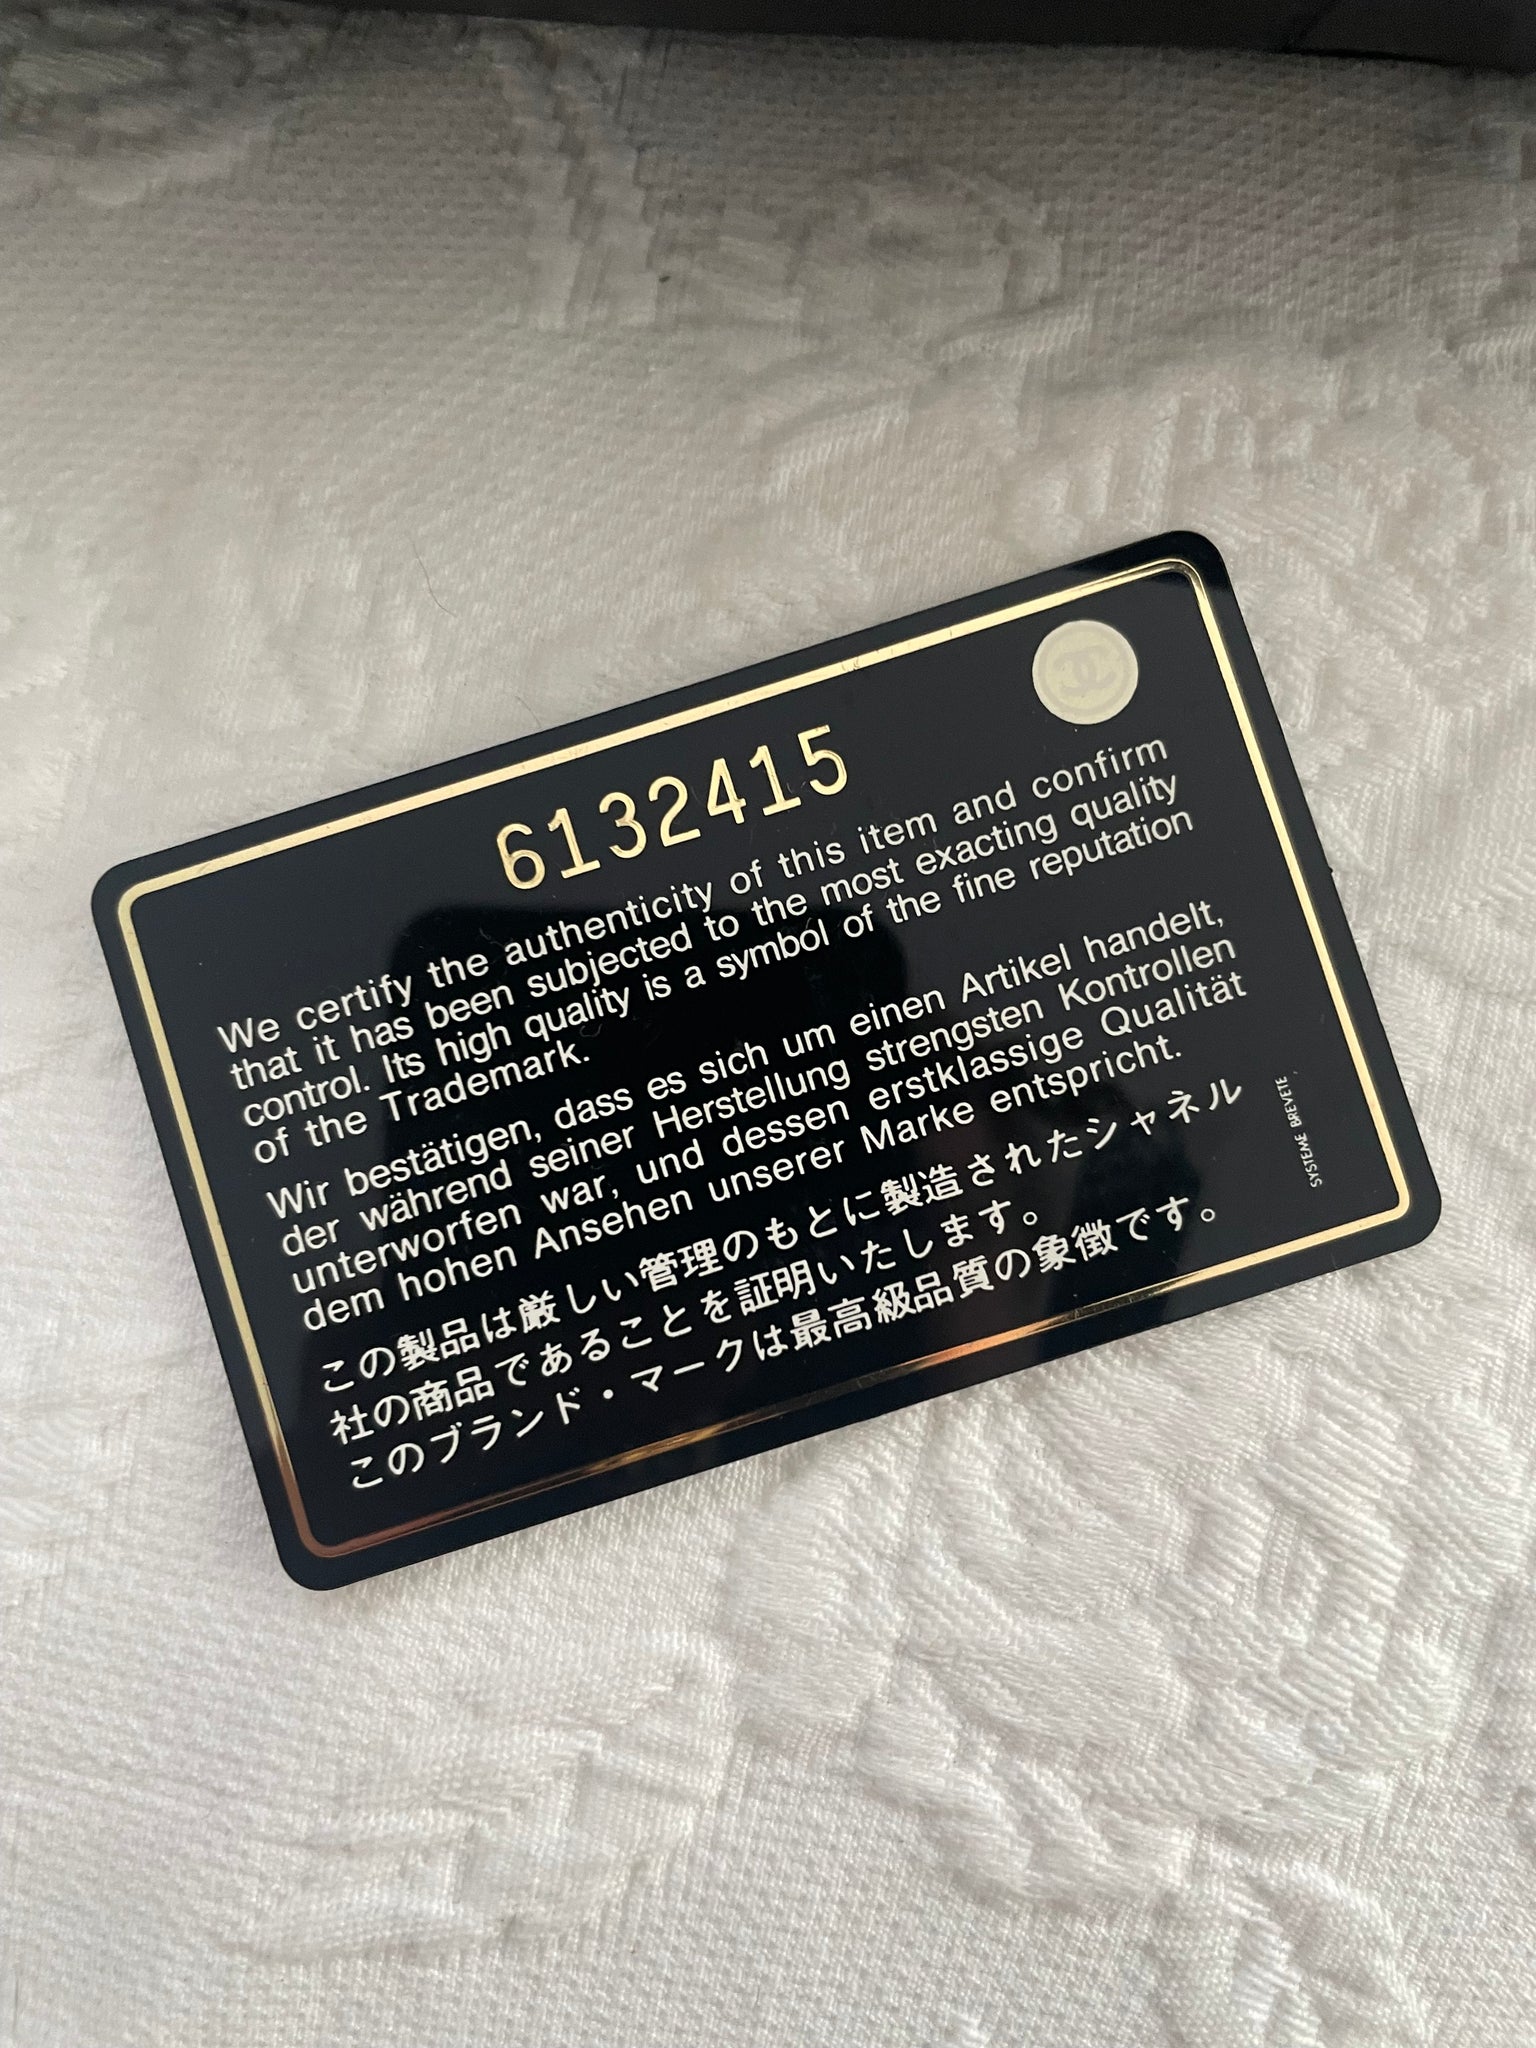 6132415
We certify the authenticity of this item and confirm
that it has been subjected to the most exacting quality
control. Its high quality is a symbol of the fine reputation
of the Trademark.
Wir bestätigen, dass es sich um einen Artikel handelt,
der während seiner Herstellung strengsten Kontrollen
unterworfen war, und dessen erstklassige Qualität
dem hohen Ansehen unserer Marke entspricht.
この製品は厳しい管理のもとに製造されたシャネル
社の商品であることを証明いたします。
このブランド・マークは最高級品質の象徴です。
SYSTEME BREVETE